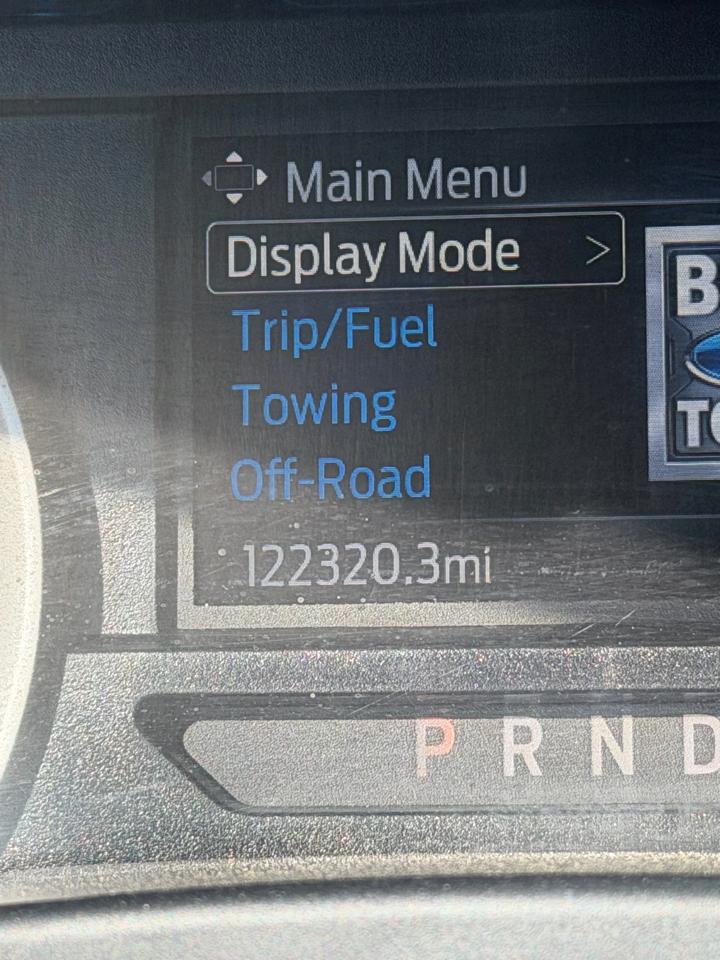 Main Menu
Display Mode >
Trip/Fuel
Towing
Off-Road
122320.3mi
P R N D